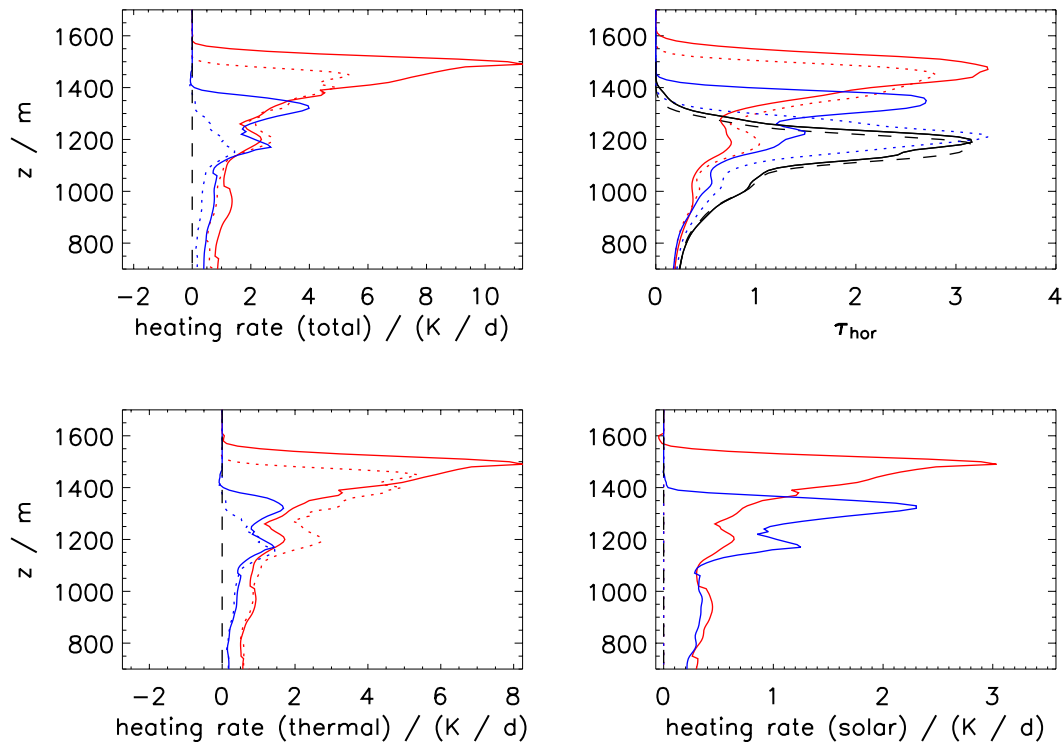 1600
1400
1200
1000
800
z / m
−2 0 2 4 6 8 10
heating rate (total) / (K / d)
1600
1400
1200
1000
800
0 1 2 3 4
τhor
1600
1400
1200
1000
800
z / m
−2 0 2 4 6 8
heating rate (thermal) / (K / d)
1600
1400
1200
1000
800
0 1 2 3
heating rate (solar) / (K / d)